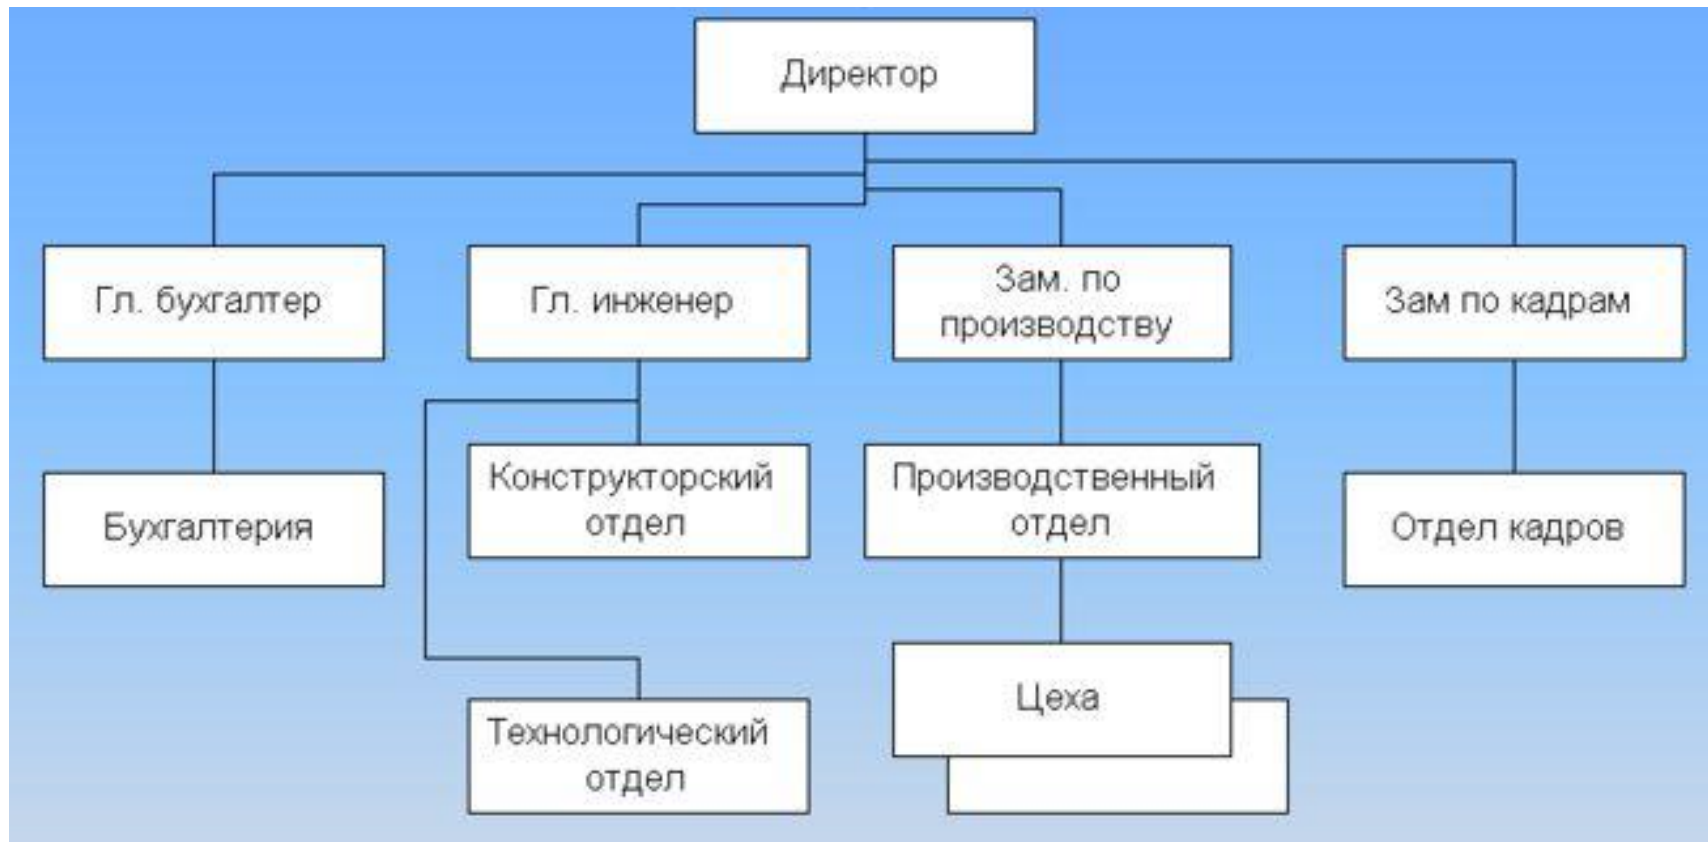 Директор
Гл. бухгалтер
Гл. инженер
Зам. по
производству
Зам по кадрам
Бухгалтерия
Конструкторский
отдел
Производственный
отдел
Отдел кадров
Технологический
отдел
Цеха